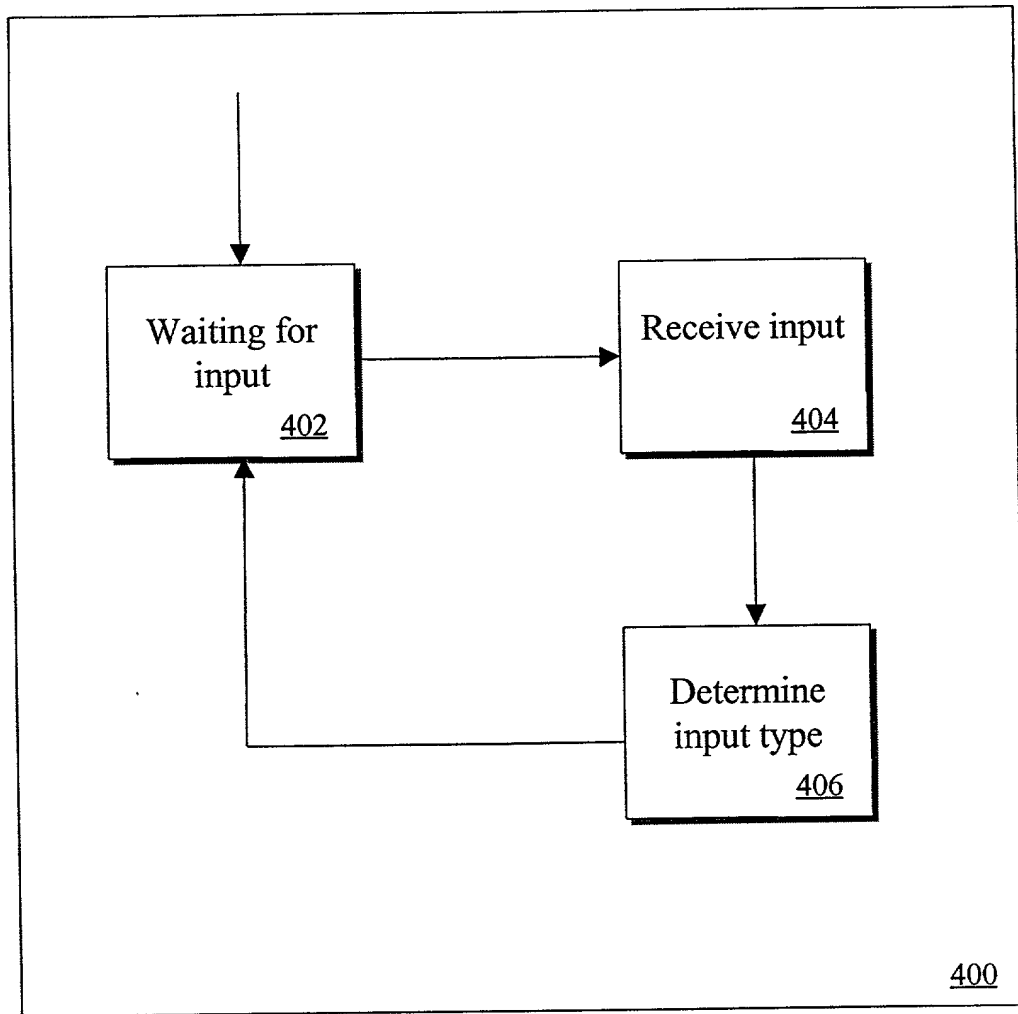 Waiting for
input
402
Receive input
404
Determine
input type
406
400